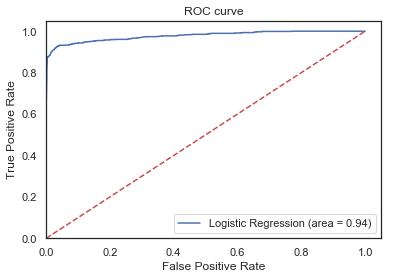 ROC curve
True Positive Rate
1.0
0.8
0.6
0.4
0.2
0.0
Logistic Regression (area = 0.94)
0.0 0.2 0.4 0.6 0.8 1.0
False Positive Rate